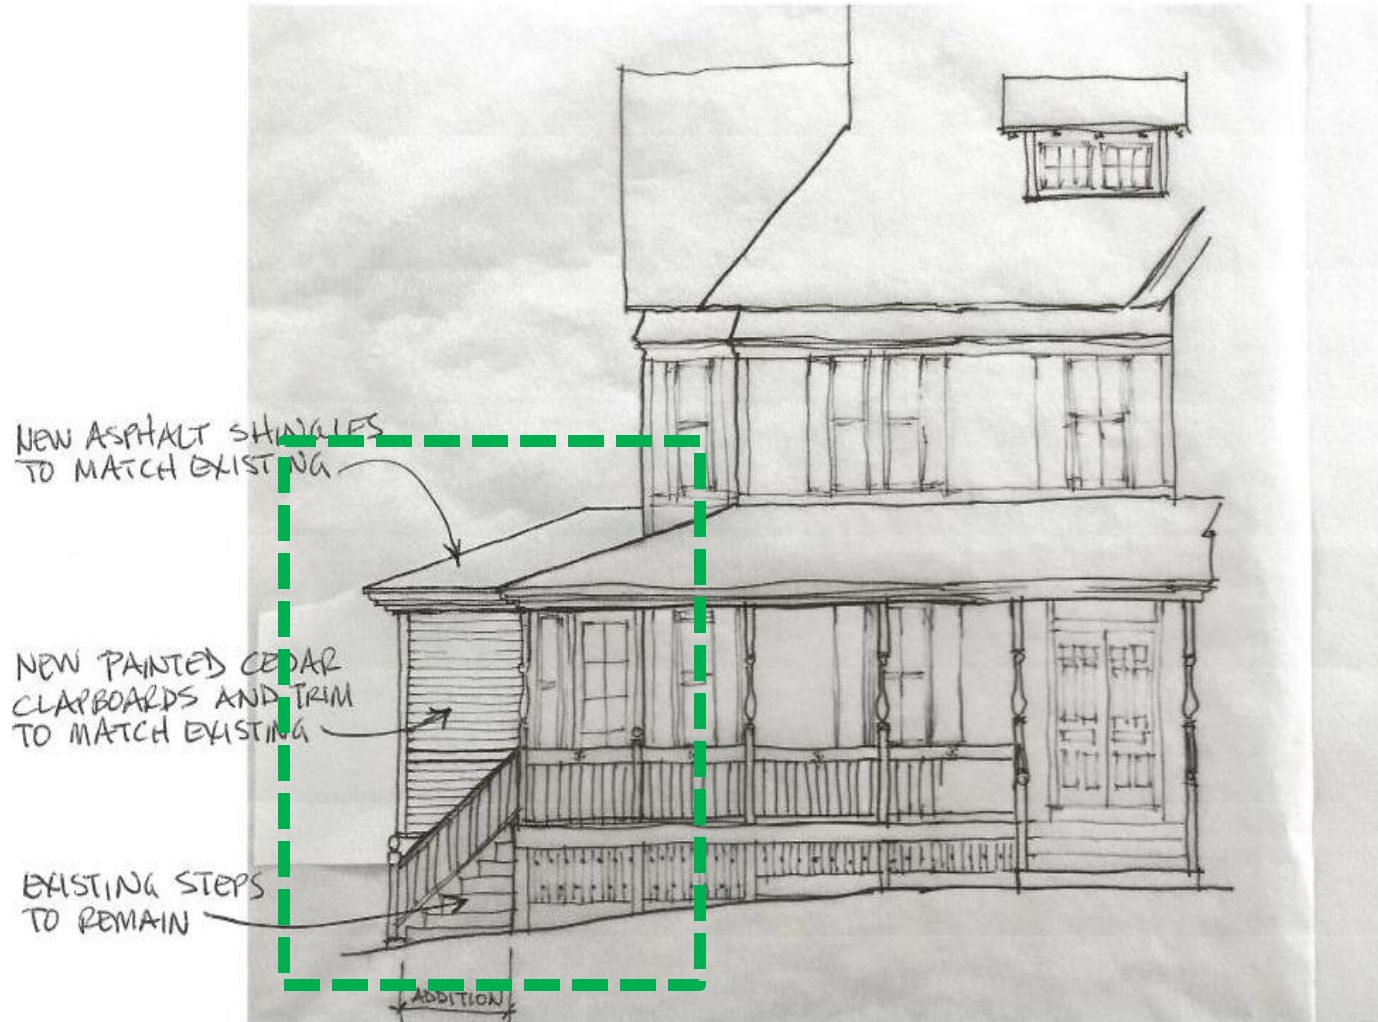 NEW ASPHALT SHINGLES
TO MATCH EXISTING
NEW PAINTED CEDAR
CLAPBOARDS AND TRIM
TO MATCH EXISTING
EXISTING STEPS
TO REMAIN
ADDITION